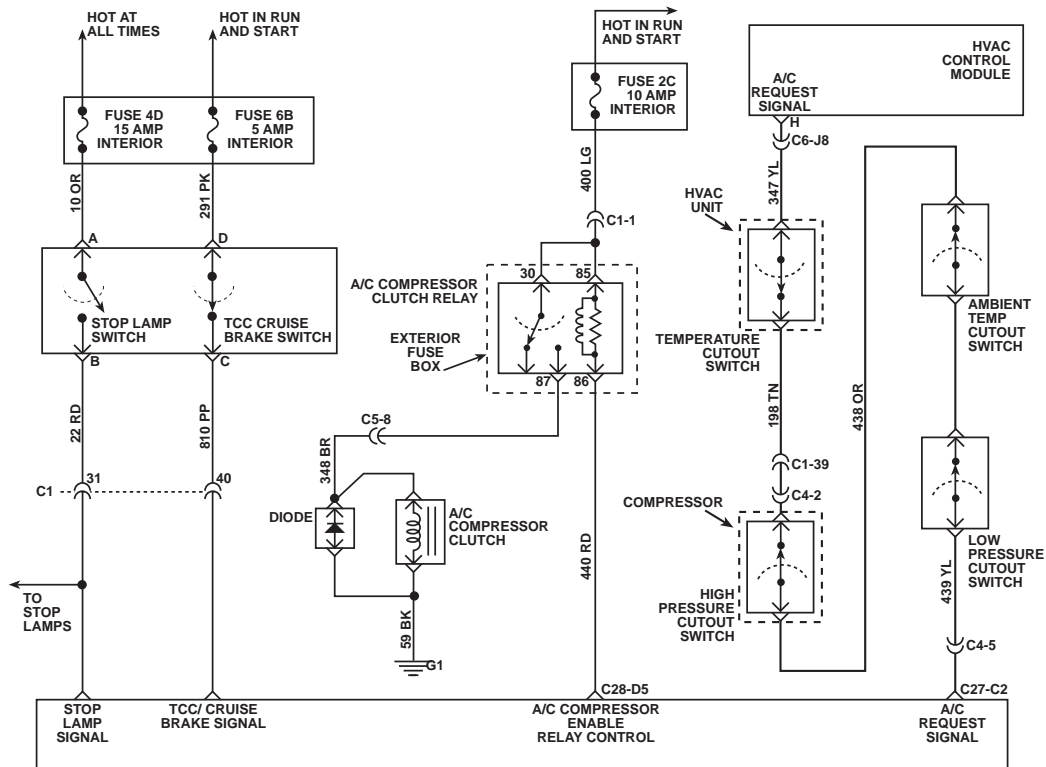 HOT AT
ALL TIMES
HOT IN RUN
AND START
HOT IN RUN
AND START
FUSE 4D
15 AMP
INTERIOR
FUSE 6B
5 AMP
INTERIOR
FUSE 2C
10 AMP
INTERIOR
HVAC
CONTROL
MODULE
A/C
REQUEST
SIGNAL
H
C6-J8
10 OR
291 PK
400 LG
347 YL
C1-1
HVAC
UNIT
A
D
30
85
A/C COMPRESSOR
CLUTCH RELAY
EXTERIOR
FUSE
BOX
STOP LAMP
SWITCH
TCC CRUISE
BRAKE SWITCH
TEMPERATURE
CUTOUT
SWITCH
AMBIENT
TEMP
CUTOUT
SWITCH
B
C
87
86
22 RD
810 PP
C5-8
348 BR
198 TN
438 OR
C1
31
40
C1-39
C4-2
COMPRESSOR
DIODE
A/C
COMPRESSOR
CLUTCH
440 RD
LOW
PRESSURE
CUTOUT
SWITCH
439 YL
HIGH
PRESSURE
CUTOUT
SWITCH
TO
STOP
LAMPS
59 BK
G1
C4-5
C28-D5
C27-C2
STOP
LAMP
SIGNAL
TCC/ CRUISE
BRAKE SIGNAL
A/C COMPRESSOR
ENABLE
RELAY CONTROL
A/C
REQUEST
SIGNAL